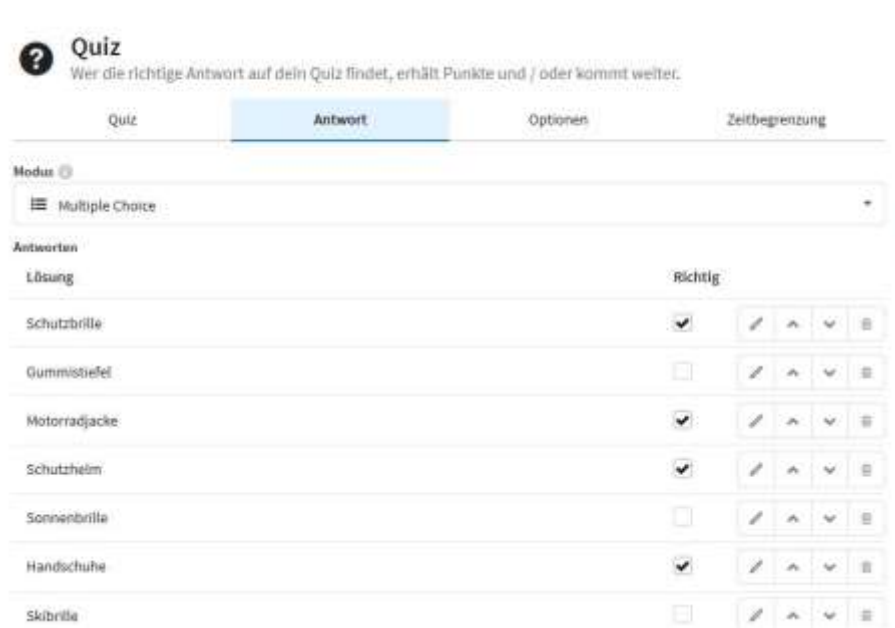 Quiz
Wer die richtige Antwort auf dein Quiz findet, erhält Punkte und / oder kommt weiter.
Quiz Antwort Optionen Zeitbegrenzung
Modus
Multiple Choice
Antworten
Lösung Richtig
Schutzbrille
Gummistiefel
Motorradjacke
Schutzhelm
Sonnenbrille
Handschuhe
Skibrille